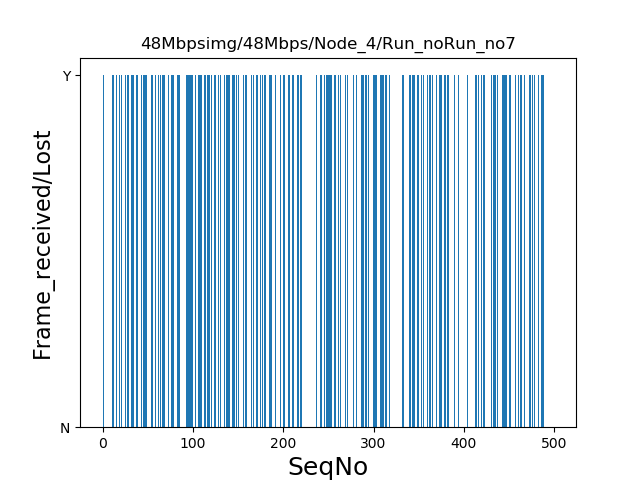 48Mbpsimg/48Mbps/Node_4/Run_noRun_no7
Y
Frame_received/Lost
N
0 100 200 300 400 500
SeqNo